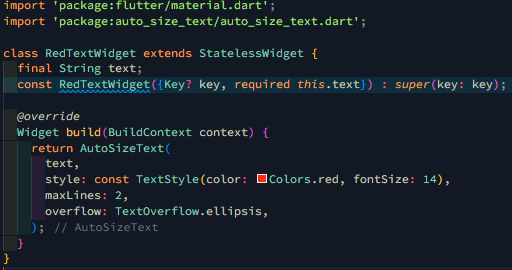 import 'package:flutter/material.dart';
import 'package:auto_size_text/auto_size_text.dart';

class RedTextWidget extends StatelessWidget {
  final String text;
  const RedTextWidget({Key? key, required this.text}) : super(key: key);

  @override
  Widget build(BuildContext context) {
    return AutoSizeText(
      text,
      style: const TextStyle(color: Colors.red, fontSize: 14),
      maxLines: 2,
      overflow: TextOverflow.ellipsis,
    ); // AutoSizeText
  }
}